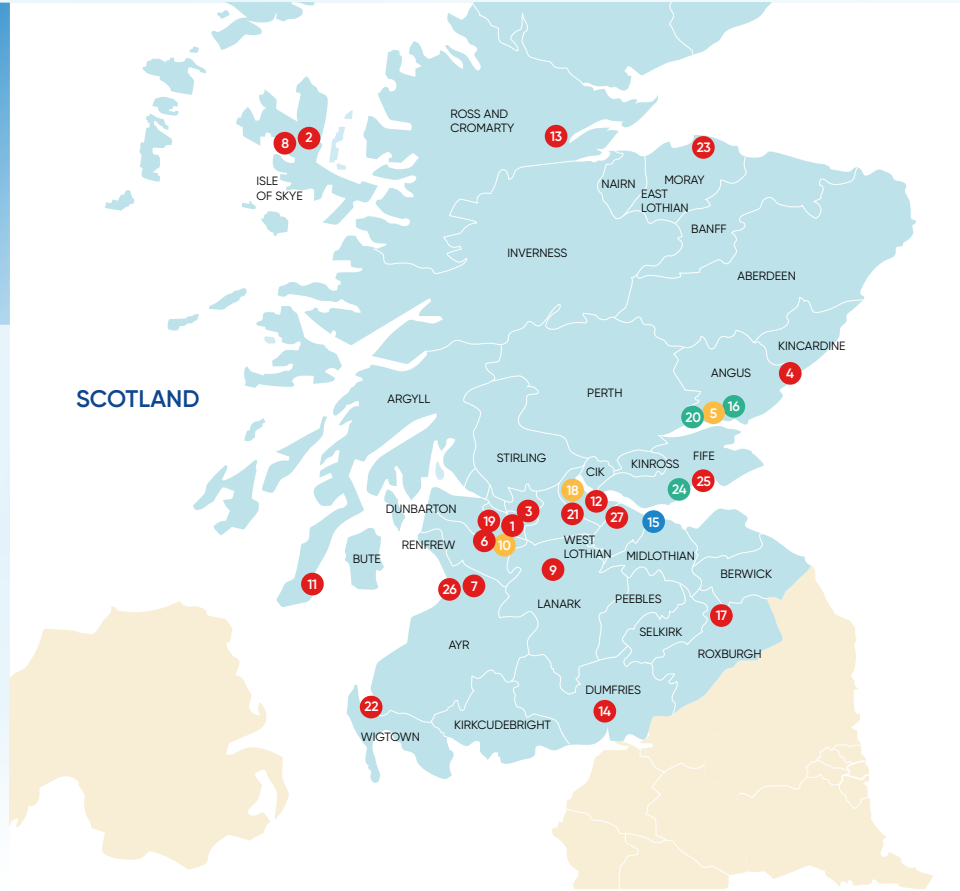 ROSS AND
CROMARTY
13
23
8
2
ISLE
OF SKYE
NAIRN
MORAY
EAST
LOTHIAN
BANFF
INVERNESS
ABERDEEN
KINCARDINE
4
ANGUS
SCOTLAND
ARGYLL
PERTH
20
5
16
STIRLING
CIK
KINROSS
FIFE
18
24
25
12
DUNBARTON
19
3
1
21
27
15
RENFREW
6
10
WEST
LOTHIAN
MIDLOTHIAN
BUTE
9
BERWICK
11
26
7
LANARK
PEEBLES
17
SELKIRK
AYR
ROXBURGH
DUMFRIES
22
14
KIRKCUDEBRIGHT
WIGTOWN